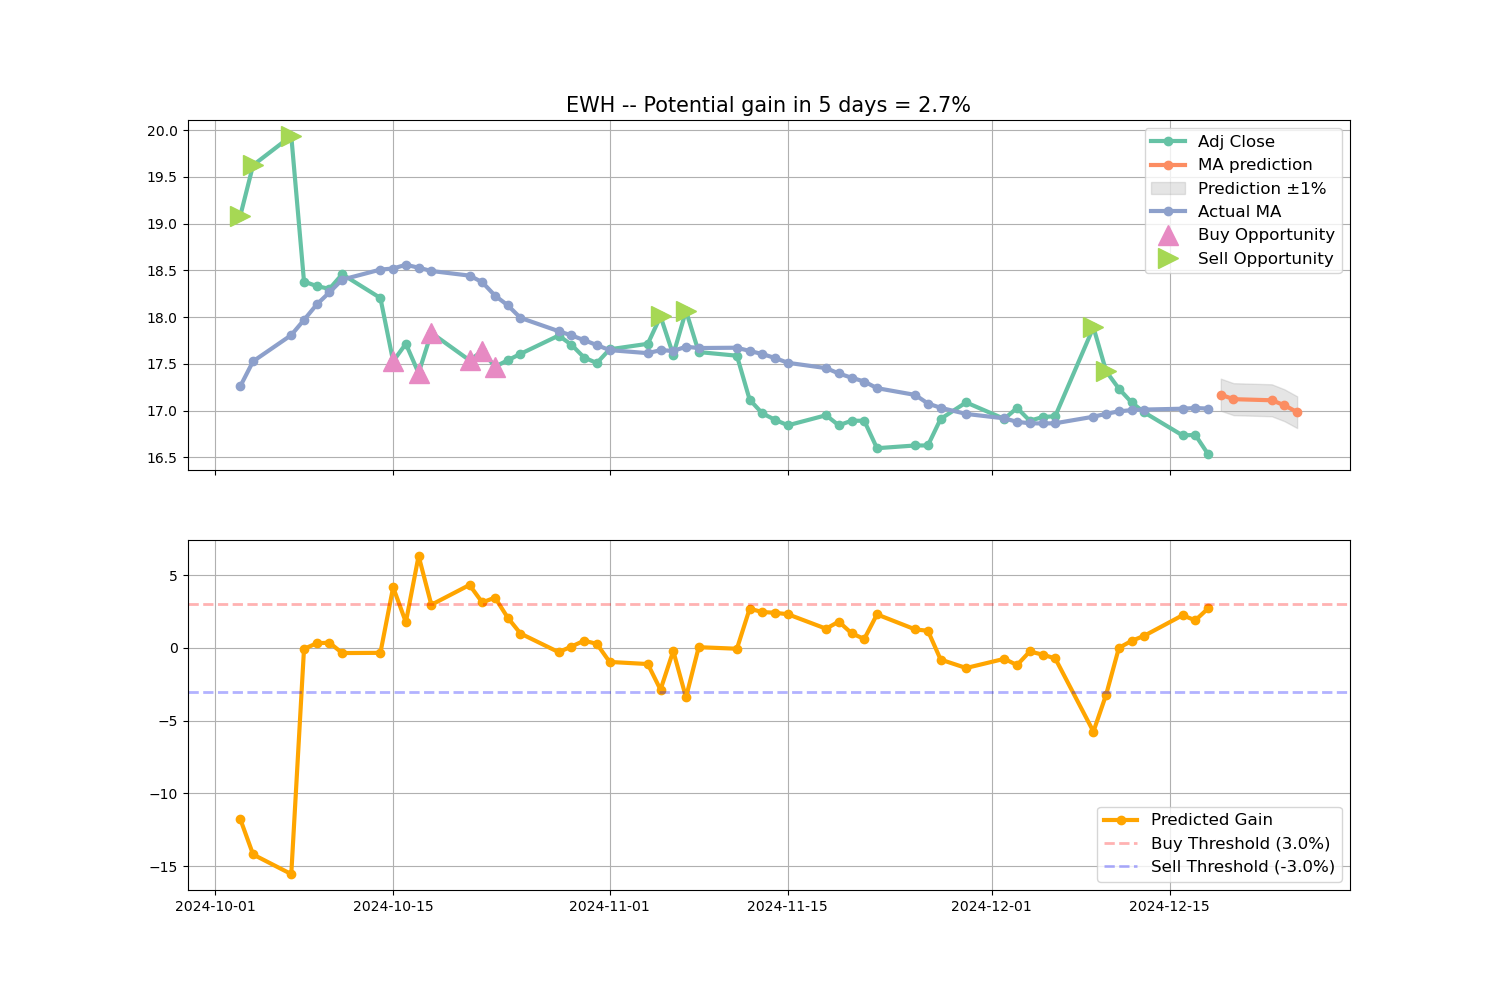 EWH -- Potential gain in 5 days = 2.7%
20.0
19.5
19.0
18.5
18.0
17.5
17.0
16.5
Adj Close
MA prediction
Prediction ±1%
Actual MA
Buy Opportunity
Sell Opportunity
5
0
−5
−10
−15
Predicted Gain
Buy Threshold (3.0%)
Sell Threshold (-3.0%)
2024-10-01 2024-10-15 2024-11-01 2024-11-15 2024-12-01 2024-12-15